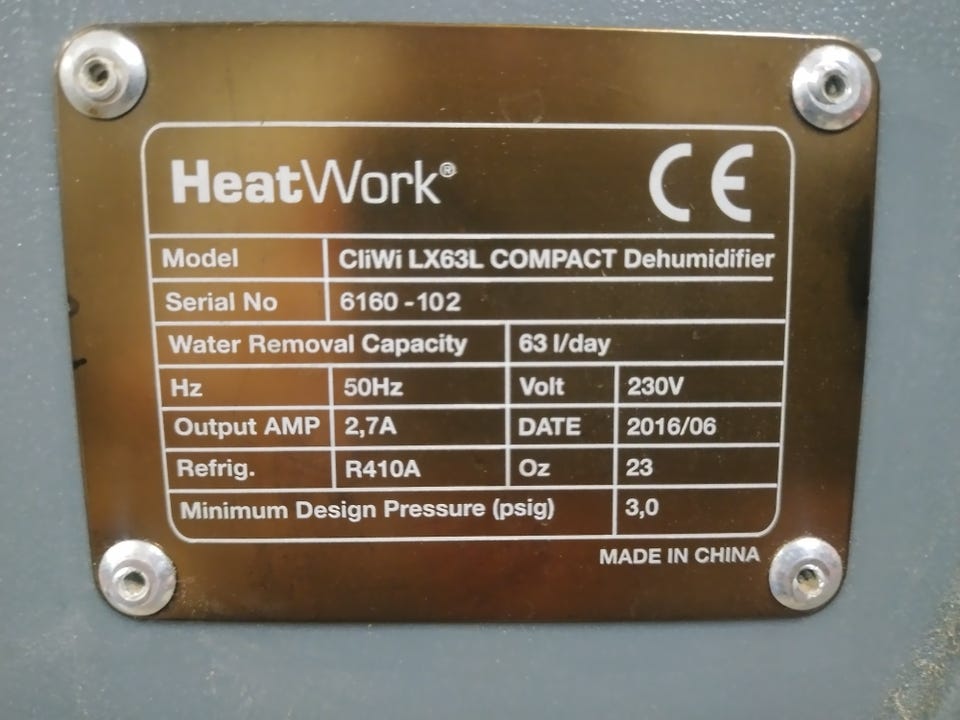 HeatWork® CE
Model CliWi LX63L COMPACT Dehumidifier
Serial No 6160-102
Water Removal Capacity 63 l/day
Hz 50Hz Volt 230V
Output AMP 2,7A DATE 2016/06
Refrig. R410A Oz 23
Minimum Design Pressure (psig) 3,0
MADE IN CHINA